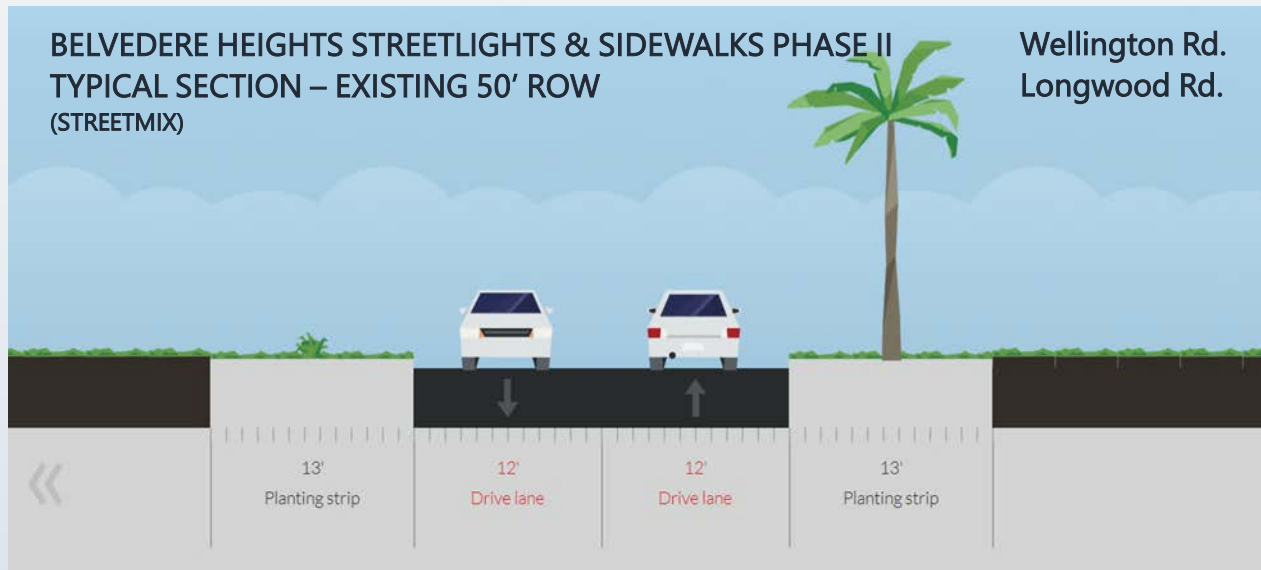 BELVEDERE HEIGHTS STREETLIGHTS & SIDEWALKS PHASE II
TYPICAL SECTION – EXISTING 50' ROW
(STREETMIX)
Wellington Rd.
Longwood Rd.
13'
Planting strip
12'
Drive lane
12'
Drive lane
13'
Planting strip